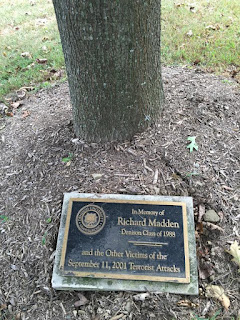 In Memory of
Richard Madden
Denison Class of 1988
and the Other Victims of the
September 11, 2001 Terrorist Attacks